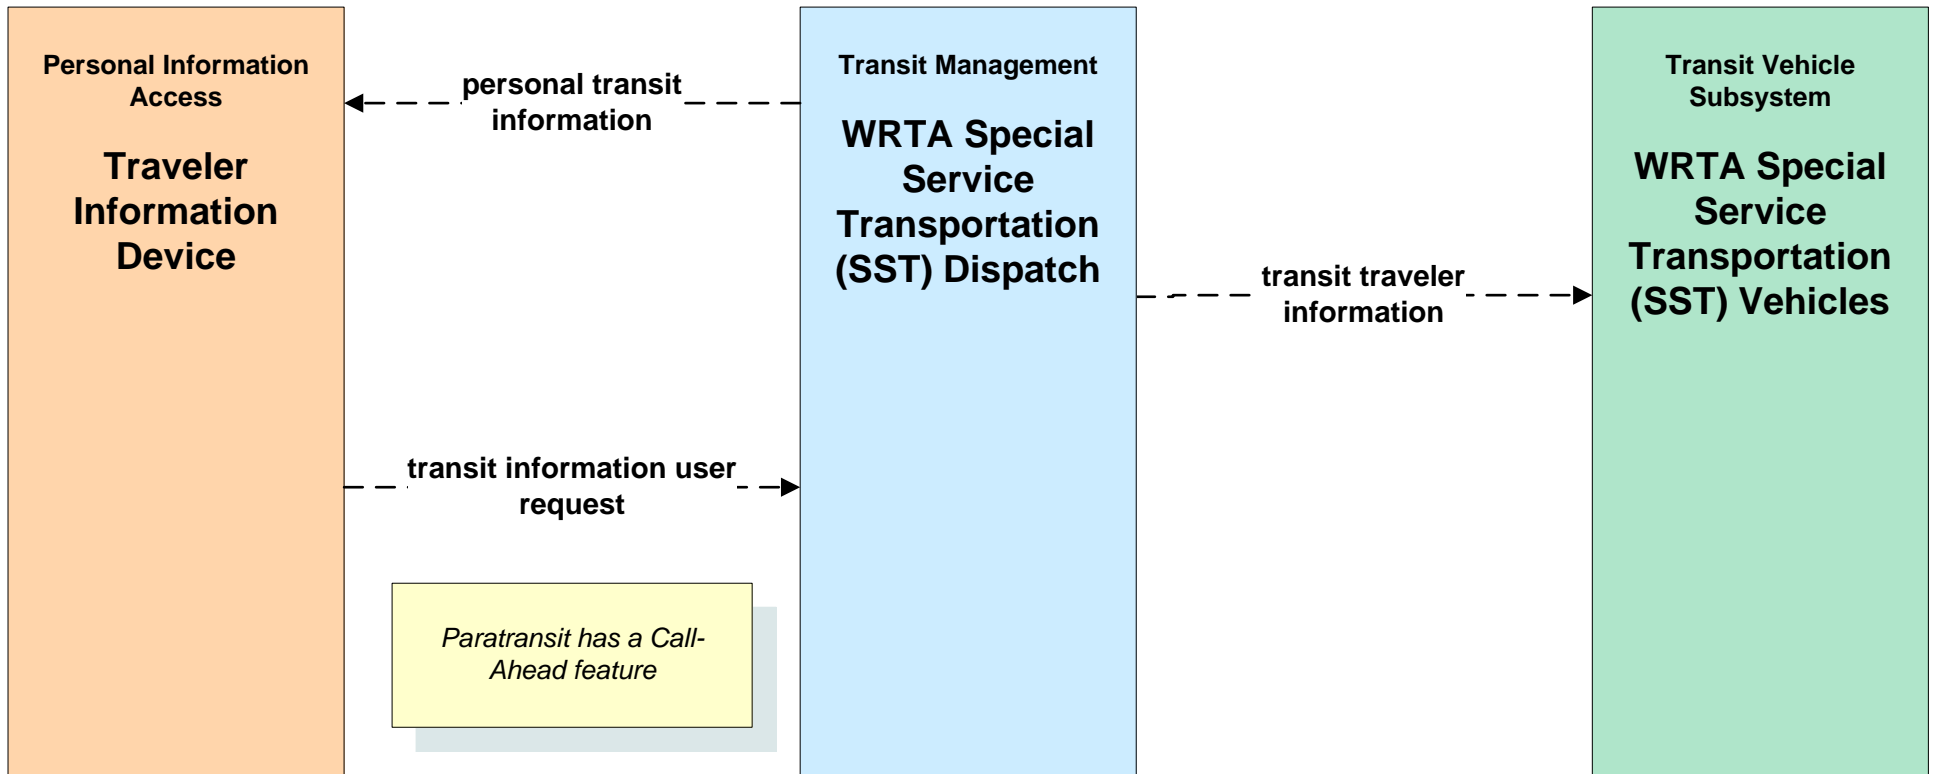 Personal Information
Access
Traveler
Information
Device
personal transit
information
transit information user
request
Paratransit has a Call-
Ahead feature
Transit Management
WRTA Special
Service
Transportation
(SST) Dispatch
transit traveler
information
Transit Vehicle
Subsystem
WRTA Special
Service
Transportation
(SST) Vehicles